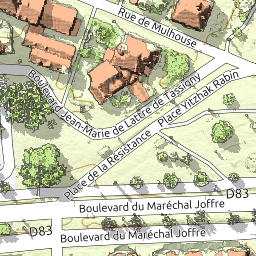 Rue de Mulhouse
Boulevard Jean-Marie de Lattre de Tassigny
Place Yitzhak Rabin
Place de la Résistance
D83
Boulevard du Maréchal Joffre
D83
Boulevard du Maréchal Joffre